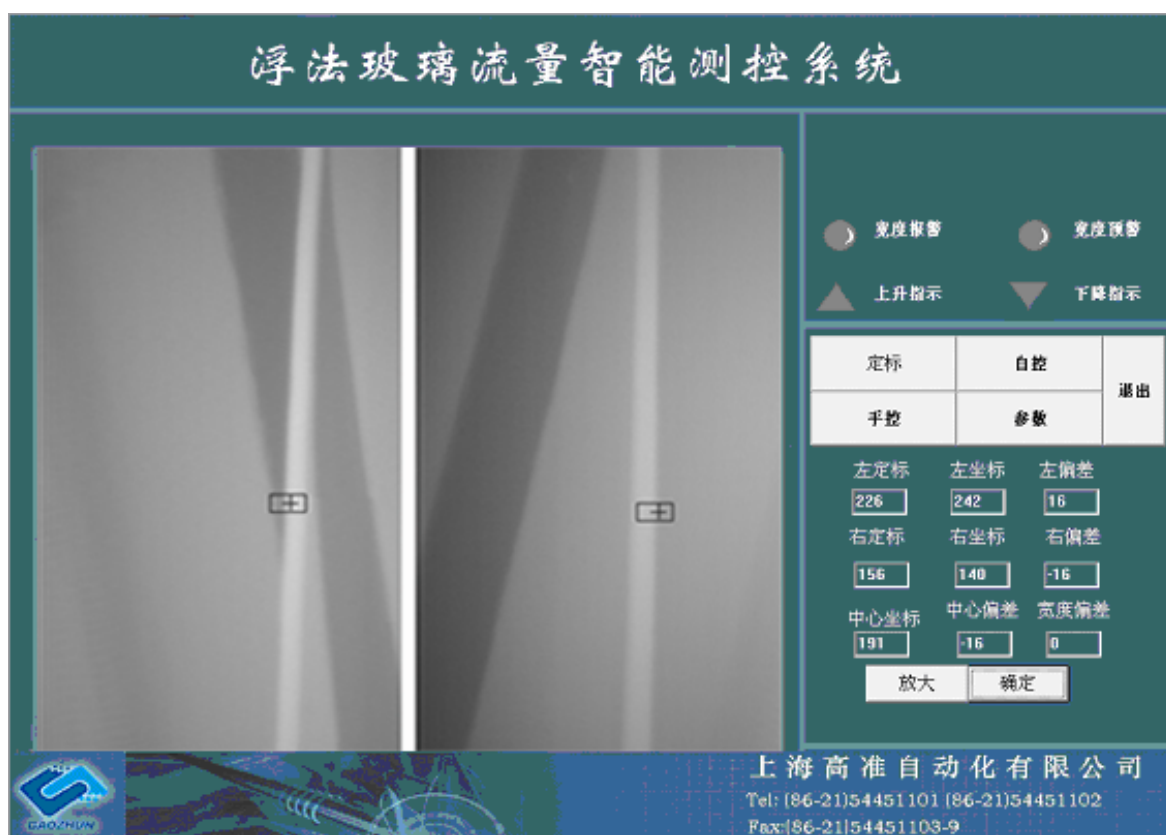 浮法玻璃流量智能测控系统
宽度报警 宽度预警
上升指示 下降指示
定标 自控
退出
手控 参数
左定标 左坐标 左偏差
226 242 16
右定标 右坐标 右偏差
156 140 -16
中心坐标 中心偏差 宽度偏差
191 -16 0
放大 确定
上海高准自动化有限公司
Tel: (86-21)54451101 (86-21)54451102
Fax:(86-21)54451103-9
GAOZHUN